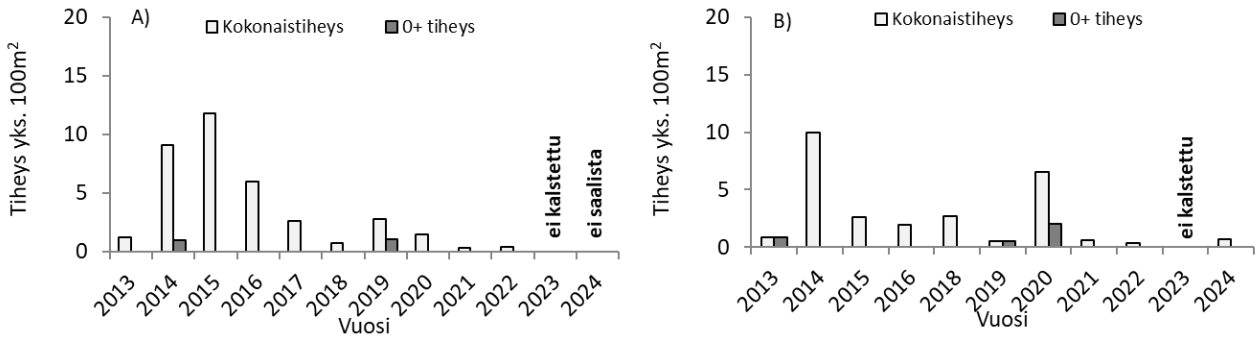 A)
Kokonaistiheys
0+ tiheys
Tiheys yks. 100m²
20
15
10
5
0
ei kalstettu
ei saalista
2013 2014 2015 2016 2017 2018 2019 2020 2021 2022 2023 2024
Vuosi
B)
Kokonaistiheys
0+ tiheys
Tiheys yks. 100m²
20
15
10
5
0
ei kalstettu
2013 2014 2015 2016 2018 2019 2020 2021 2022 2023 2024
Vuosi